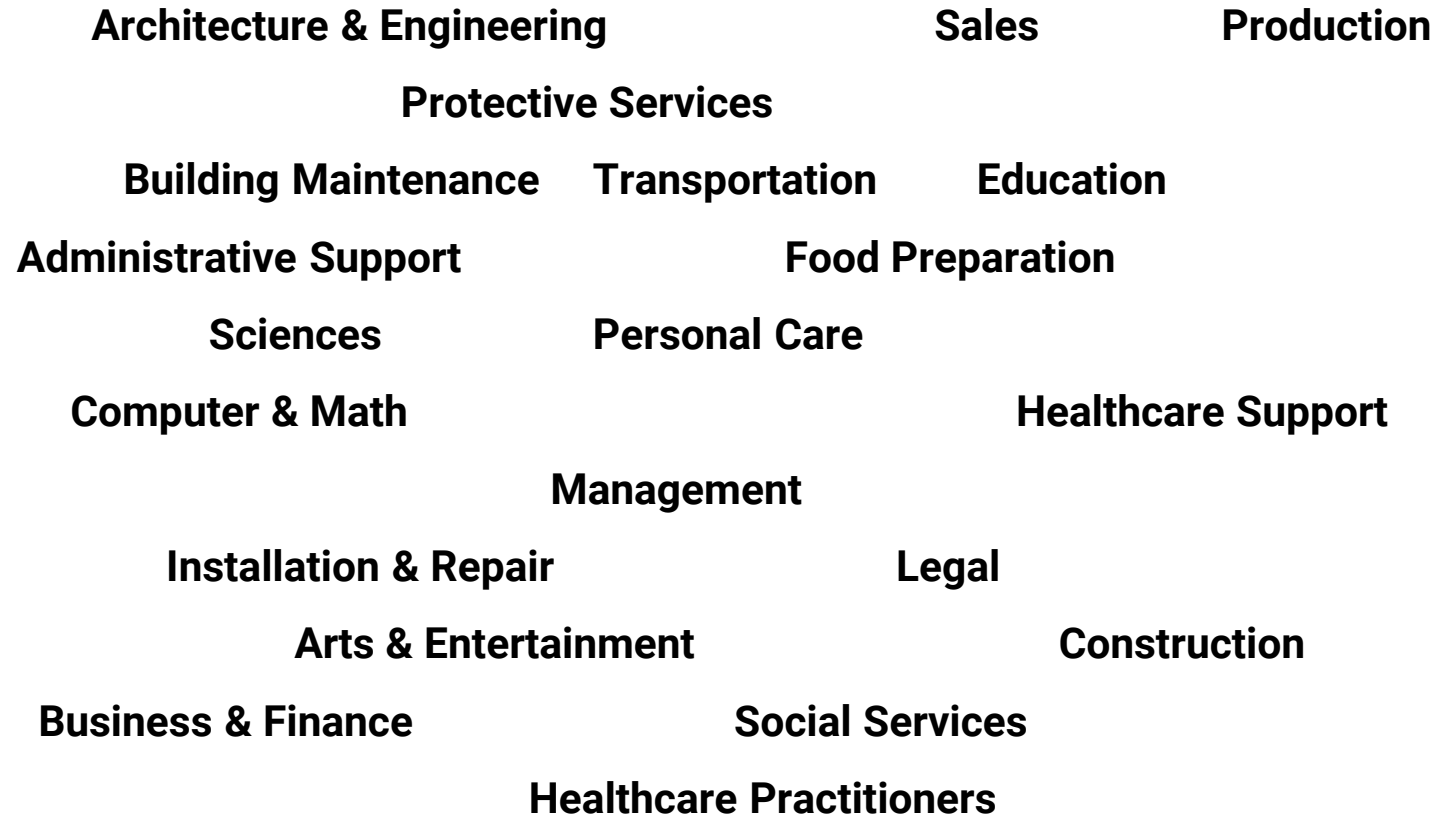 Architecture & Engineering Sales Production
Protective Services
Building Maintenance Transportation Education
Administrative Support Food Preparation
Sciences Personal Care
Computer & Math Healthcare Support
Management
Installation & Repair Legal
Arts & Entertainment Construction
Business & Finance Social Services
Healthcare Practitioners